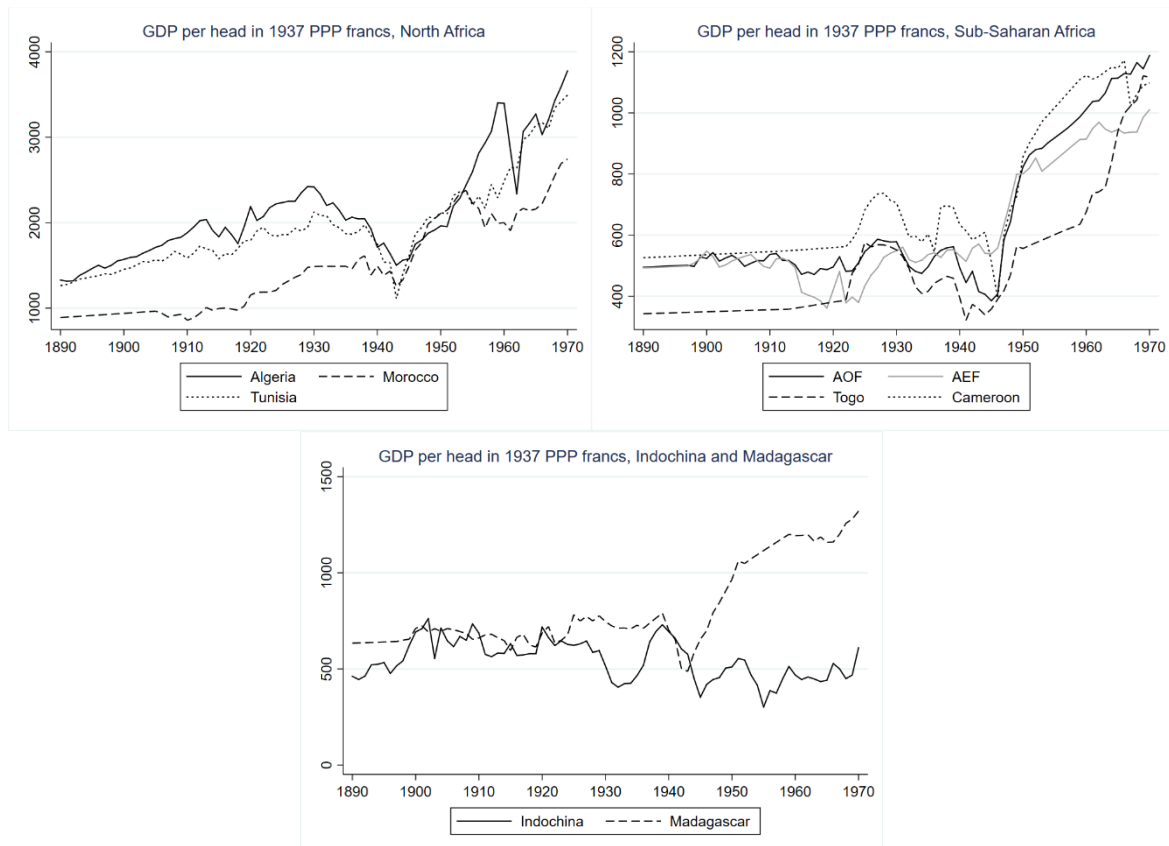 GDP per head in 1937 PPP francs, North Africa
4000
3000
2000
1000
1890 1900 1910 1920 1930 1940 1950 1960 1970
Algeria Morocco
Tunisia
GDP per head in 1937 PPP francs, Sub-Saharan Africa
1200
1000
800
600
400
1890 1900 1910 1920 1930 1940 1950 1960 1970
AOF AEF
Togo Cameroon
GDP per head in 1937 PPP francs, Indochina and Madagascar
1500
1000
500
0
1890 1900 1910 1920 1930 1940 1950 1960 1970
Indochina Madagascar